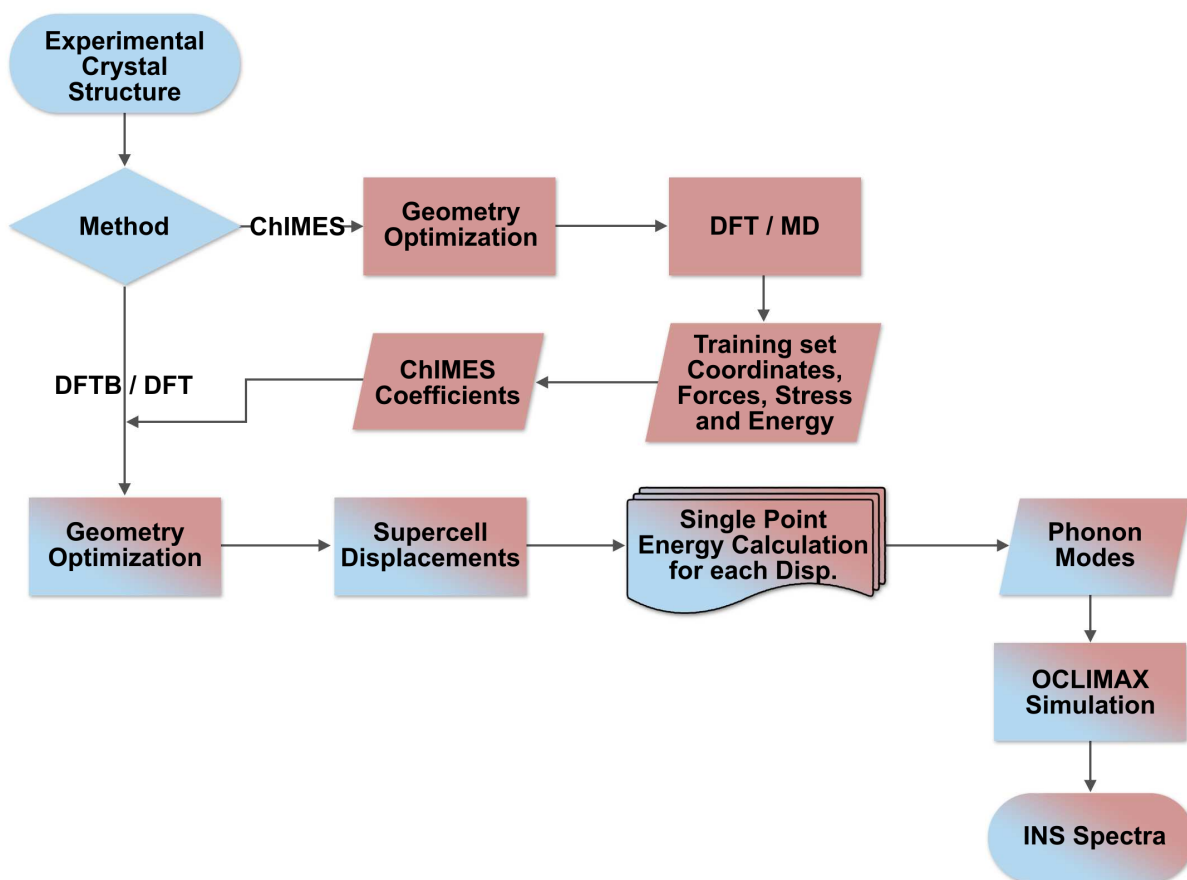 Experimental
Crystal
Structure
Method
ChIMES
Geometry
Optimization
DFT / MD
Training set
Coordinates,
Forces, Stress
and Energy
ChIMES
Coefficients
DFTB / DFT
Geometry
Optimization
Supercell
Displacements
Single Point
Energy Calculation
for each Disp.
Phonon
Modes
OCLIMAX
Simulation
INS Spectra